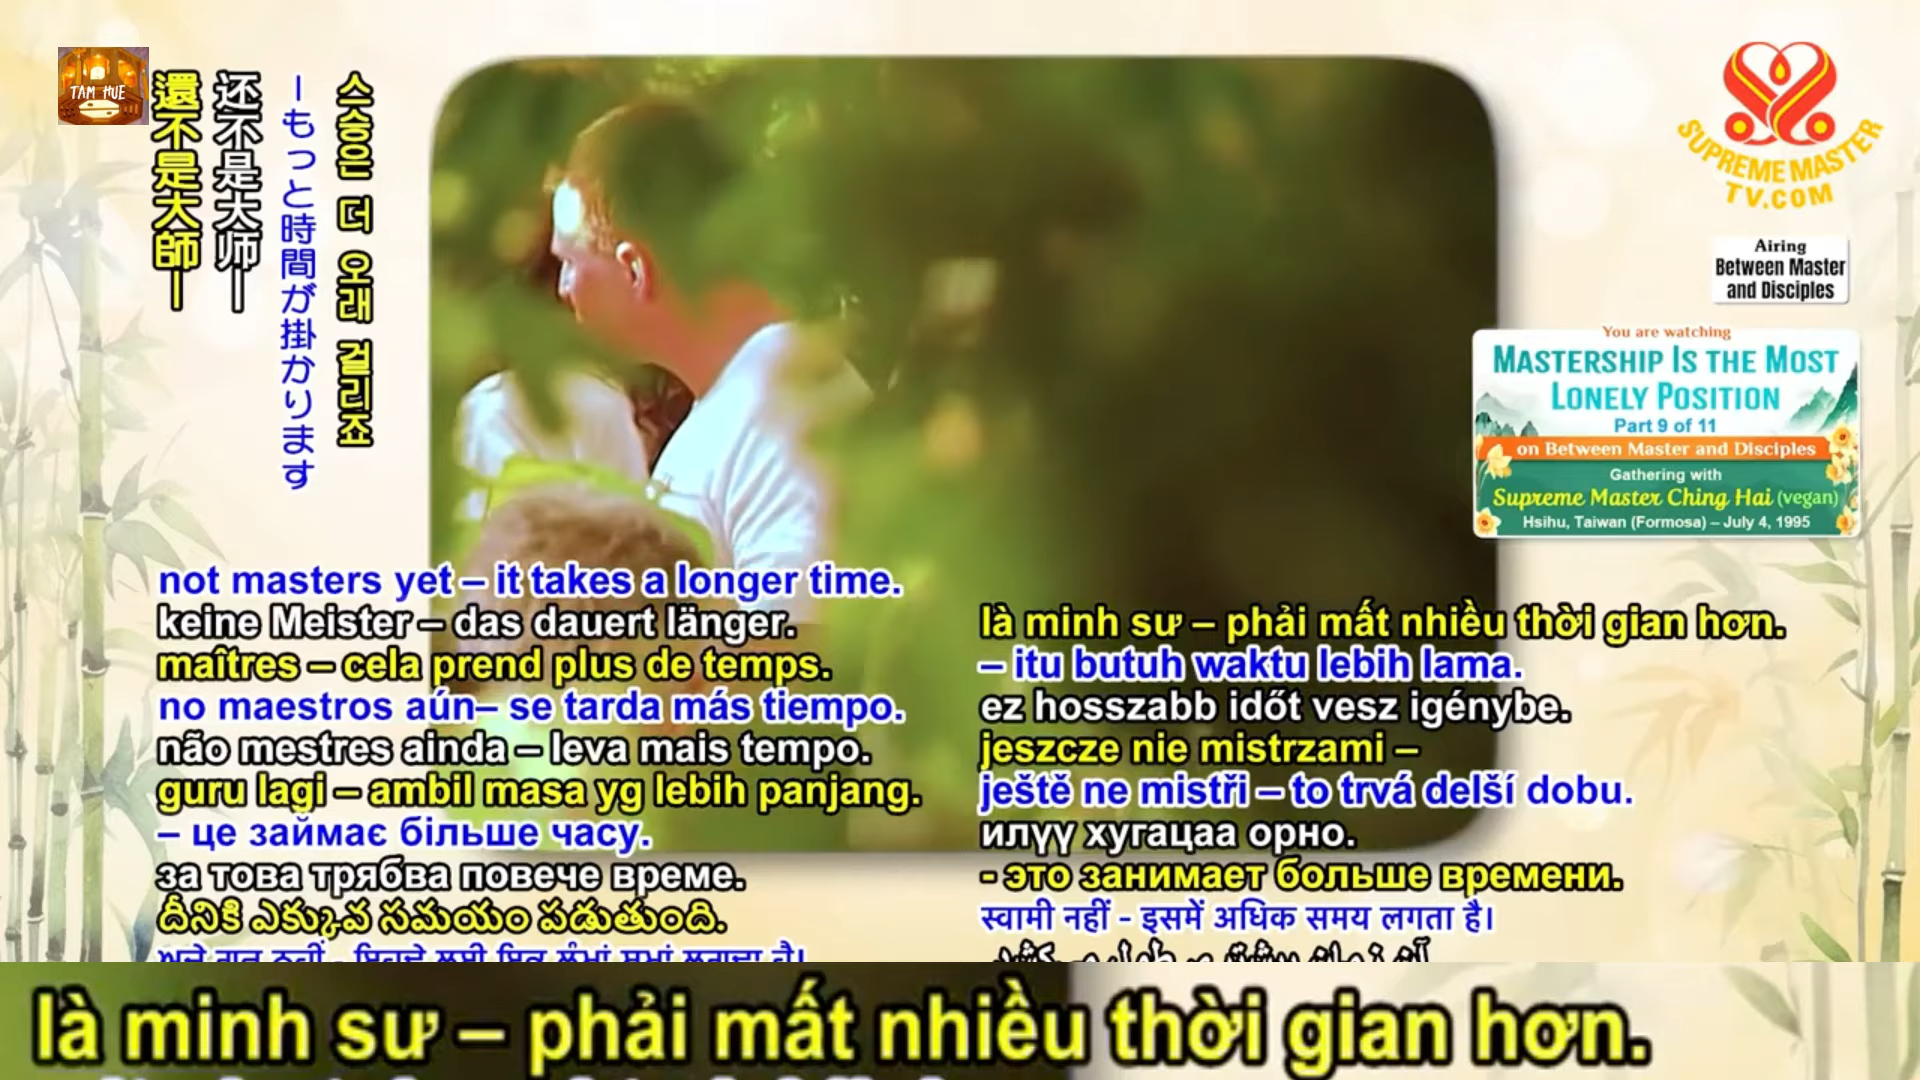 TAM HUE
還不是大師—
还不是大师—
—もっと時間が掛かります
스승은 더 오래 걸리죠
SUPREME MASTER
TV.COM
Airing
Between Master
and Disciples
You are watching
MASTERSHIP IS THE MOST
LONELY POSITION
Part 9 of 11
on Between Master and Disciples
Gathering with
Supreme Master Ching Hai (vegan)
Hsihu, Taiwan (Formosa) – July 4, 1995
not masters yet – it takes a longer time.
keine Meister – das dauert länger.
maîtres – cela prend plus de temps.
no maestros aún– se tarda más tiempo.
não mestres ainda – leva mais tempo.
guru lagi – ambil masa yg lebih panjang.
– це займає більше часу.
за това трябва повече време.
దీనికి ఎక్కువ సమయం పడుతుంది.
là minh sư – phải mất nhiều thời gian hơn.
– itu butuh waktu lebih lama.
ez hosszabb időt vesz igénybe.
jeszcze nie mistrzami –
ještě ne mistři – to trvá delší dobu.
илүү хугацаа орно.
- это занимает больше времени.
स्वामी नहीं - इसमें अधिक समय लगता है।
là minh sư – phải mất nhiều thời gian hơn.